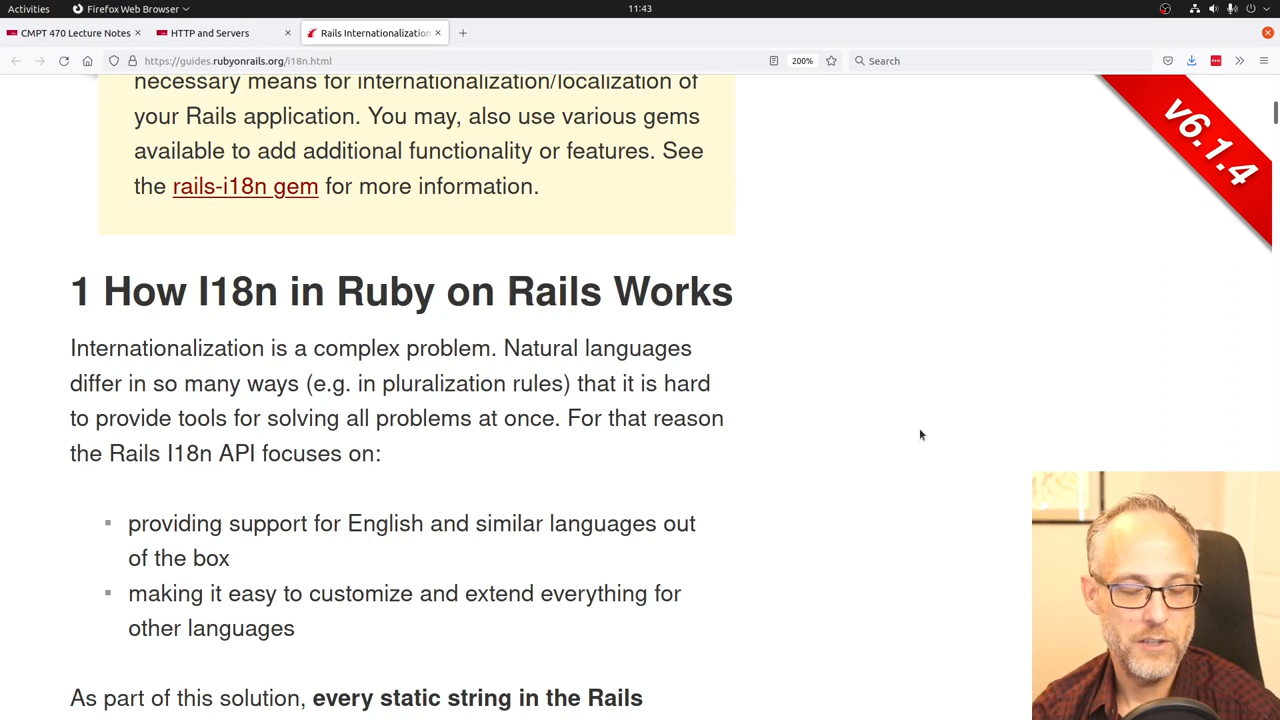 Activities
Firefox Web Browser
11:43
CMPT 470 Lecture Notes
HTTP and Servers
Rails Internationalization
https://guides.rubyonrails.org/i18n.html
200%
Search
necessary means for internationalization/localization of
your Rails application. You may, also use various gems
available to add additional functionality or features. See
the rails-i18n gem for more information.
v6.1.4
1 How I18n in Ruby on Rails Works
Internationalization is a complex problem. Natural languages
differ in so many ways (e.g. in pluralization rules) that it is hard
to provide tools for solving all problems at once. For that reason
the Rails I18n API focuses on:
providing support for English and similar languages out
of the box
making it easy to customize and extend everything for
other languages
As part of this solution, every static string in the Rails